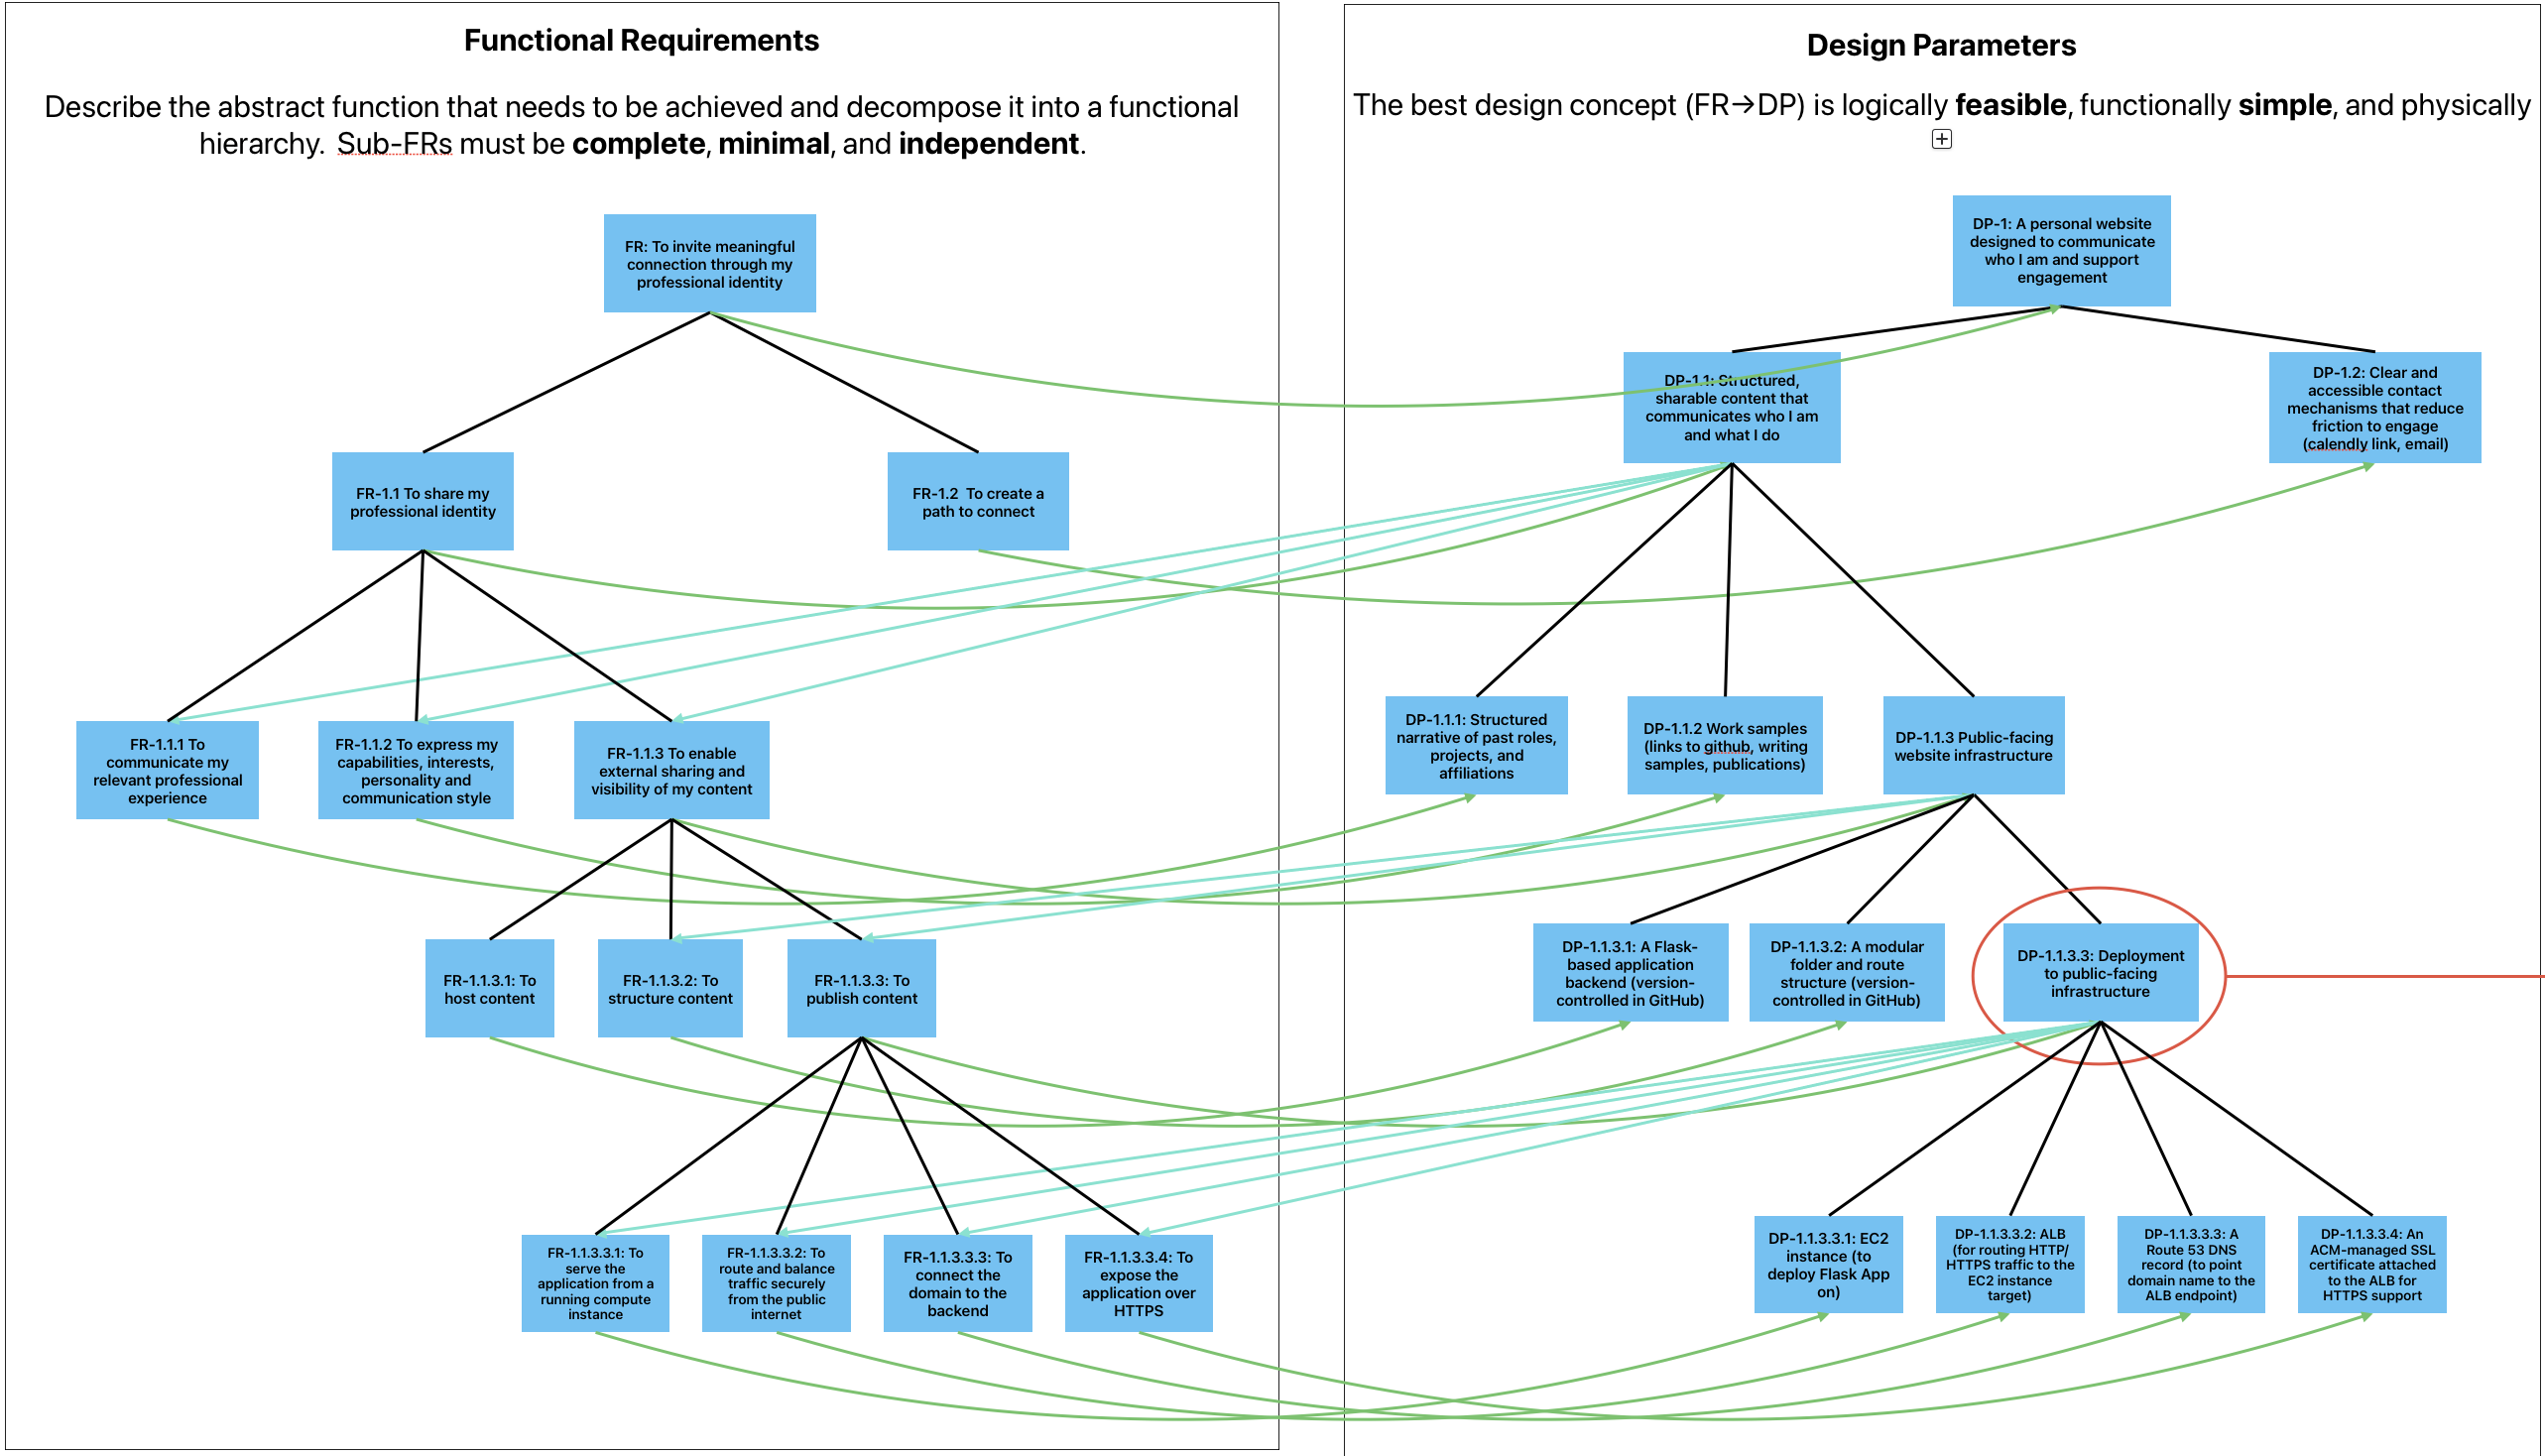 Functional Requirements
Describe the abstract function that needs to be achieved and decompose it into a functional
hierarchy.  Sub-FRs must be complete, minimal, and independent.
FR: To invite meaningful
connection through my
professional identity
FR-1.1 To share my
professional identity
FR-1.2  To create a
path to connect
FR-1.1.1 To
communicate my
relevant professional
experience
FR-1.1.2 To express my
capabilities, interests,
personality and
communication style
FR-1.1.3 To enable
external sharing and
visibility of my content
FR-1.1.3.1: To
host content
FR-1.1.3.2: To
structure content
FR-1.1.3.3: To
publish content
FR-1.1.3.3.1: To
serve the
application from a
running compute
instance
FR-1.1.3.3.2: To
route and balance
traffic securely
from the public
internet
FR-1.1.3.3.3: To
connect the
domain to the
backend
FR-1.1.3.3.4: To
expose the
application over
HTTPS
Design Parameters
The best design concept (FR→DP) is logically feasible, functionally simple, and physically
DP-1: A personal website
designed to communicate
who I am and support
engagement
DP-1.1: Structured,
sharable content that
communicates who I am
and what I do
DP-1.2: Clear and
accessible contact
mechanisms that reduce
friction to engage
(calendly link, email)
DP-1.1.1: Structured
narrative of past roles,
projects, and
affiliations
DP-1.1.2 Work samples
(links to github, writing
samples, publications)
DP-1.1.3 Public-facing
website infrastructure
DP-1.1.3.1: A Flask-
based application
backend (version-
controlled in GitHub)
DP-1.1.3.2: A modular
folder and route
structure (version-
controlled in GitHub)
DP-1.1.3.3: Deployment
to public-facing
infrastructure
DP-1.1.3.3.1: EC2
instance (to
deploy Flask App
on)
DP-1.1.3.3.2: ALB
(for routing HTTP/
HTTPS traffic to the
EC2 instance
target)
DP-1.1.3.3.3: A
Route 53 DNS
record (to point
domain name to the
ALB endpoint)
DP-1.1.3.3.4: An
ACM-managed SSL
certificate attached
to the ALB for
HTTPS support